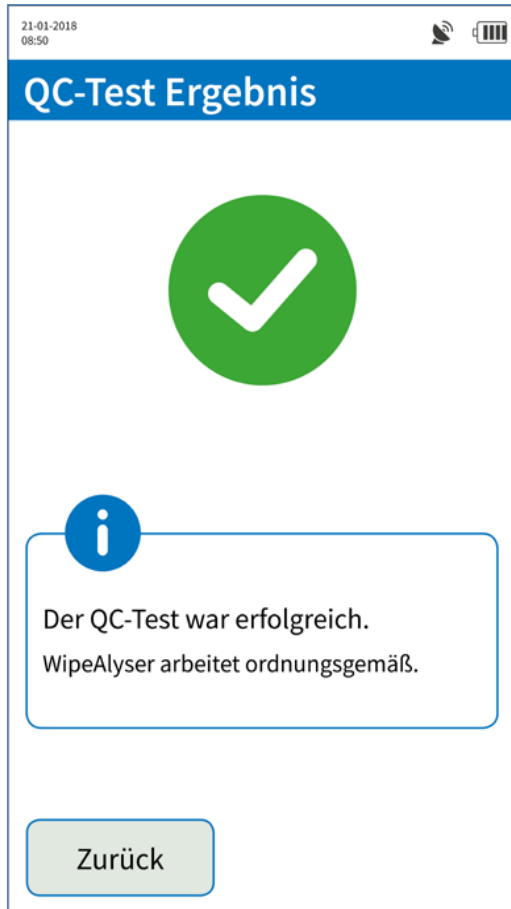 21-01-2018
08:50
QC-Test Ergebnis
Der QC-Test war erfolgreich.
WipeAlyser arbeitet ordnungsgemäß.
Zurück